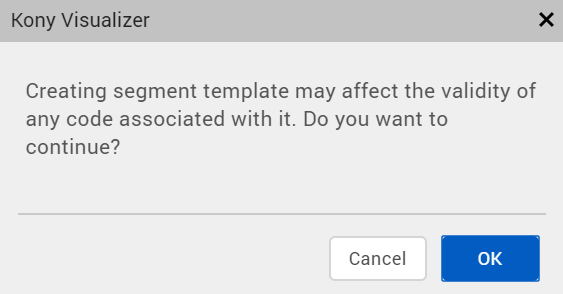 Kony Visualizer
Creating segment template may affect the validity of
any code associated with it. Do you want to
continue?
Cancel
OK